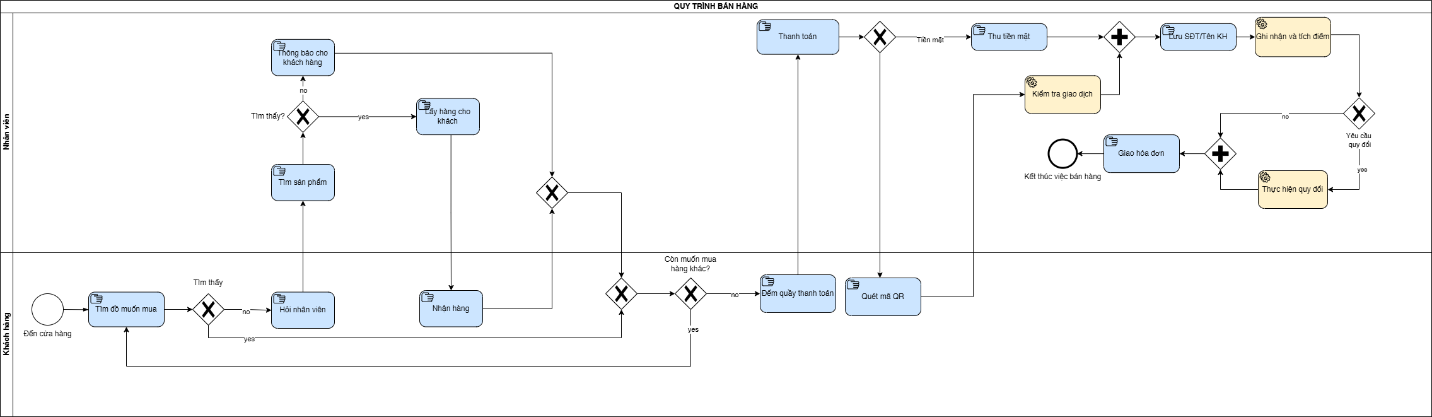 QUY TRÌNH BÁN HÀNG
Nhân viên
Thông báo cho
khách hàng
no
Tìm thấy?
yes
Lấy hàng cho
khách
Tìm sản phẩm
Thanh toán
Tiền mặt
Thu tiền mặt
Lưu SĐT/Tên KH
Ghi nhận và tích điểm
Kiểm tra giao dịch
no
Yêu cầu
quy đổi
yes
Giao hóa đơn
Kết thúc việc bán hàng
Thực hiện quy đổi
Khách hàng
Đến cửa hàng
Tìm đồ muốn mua
Tìm thấy
no
yes
Hỏi nhân viên
Nhận hàng
Còn muốn mua
hàng khác?
no
yes
Đếm quầy thanh toán
Quét mã QR